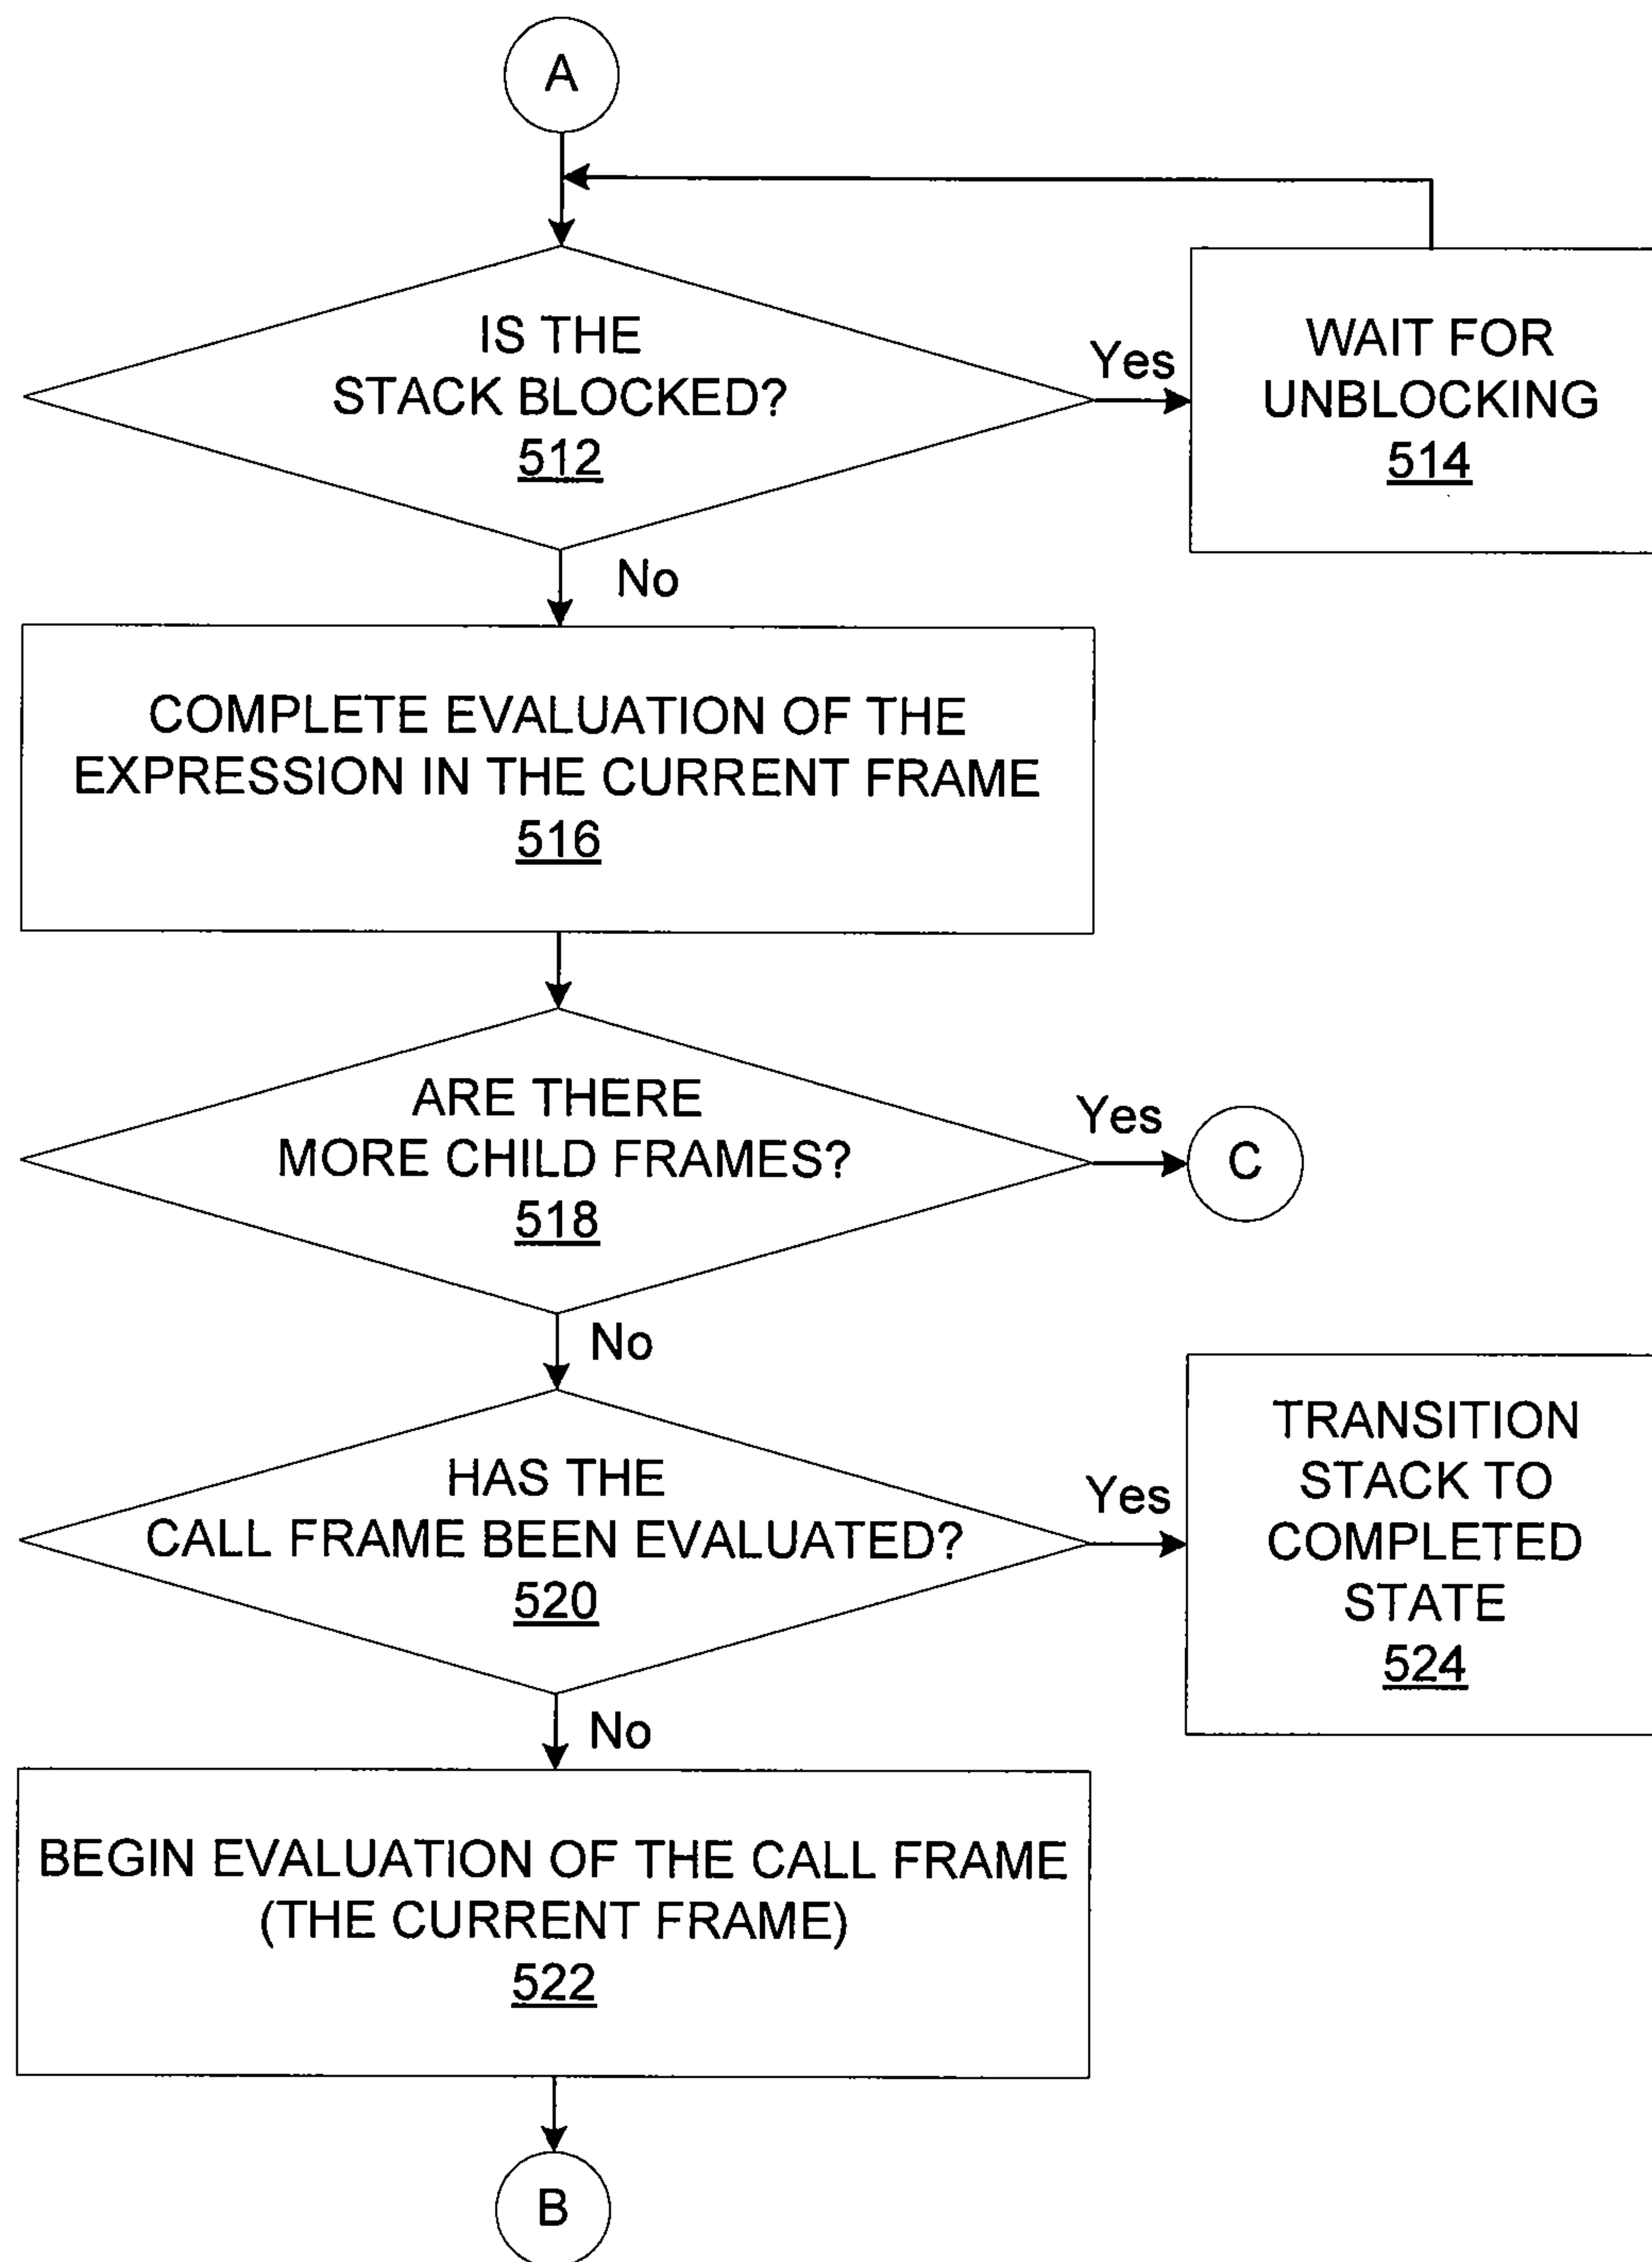 A
IS THE
STACK BLOCKED?
512
Yes
WAIT FOR
UNBLOCKING
514
No
COMPLETE EVALUATION OF THE
EXPRESSION IN THE CURRENT FRAME
516
ARE THERE
MORE CHILD FRAMES?
518
Yes
C
No
HAS THE
CALL FRAME BEEN EVALUATED?
520
Yes
TRANSITION
STACK TO
COMPLETED
STATE
524
No
BEGIN EVALUATION OF THE CALL FRAME
(THE CURRENT FRAME)
522
B